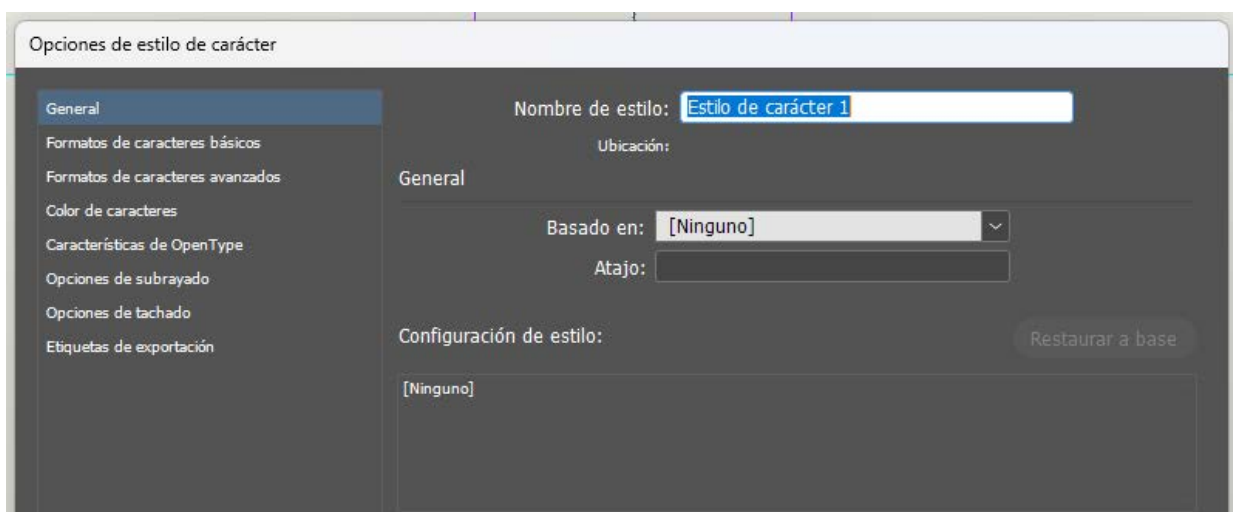 Opciones de estilo de carácter
General
Formatos de caracteres básicos
Formatos de caracteres avanzados
Color de caracteres
Características de OpenType
Opciones de subrayado
Opciones de tachado
Etiquetas de exportación
Nombre de estilo: Estilo de carácter 1
Ubicación:
General
Basado en: [Ninguno]
Atajo:
Configuración de estilo:
Restaurar a base
[Ninguno]